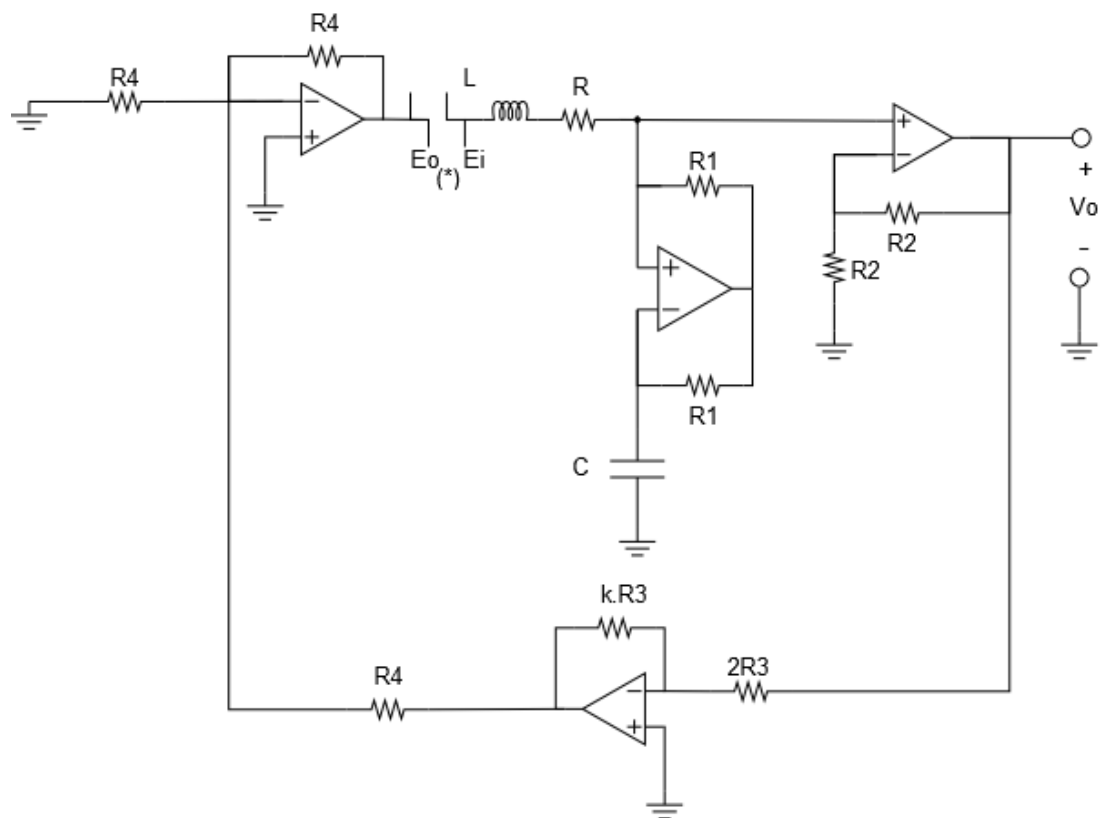 R4
R4
L
R
+
−
Eo
Ei
(*)
R1
+
−
R2
R2
+
Vo
-
+
−
R1
C
k.R3
R4
2R3
−
+